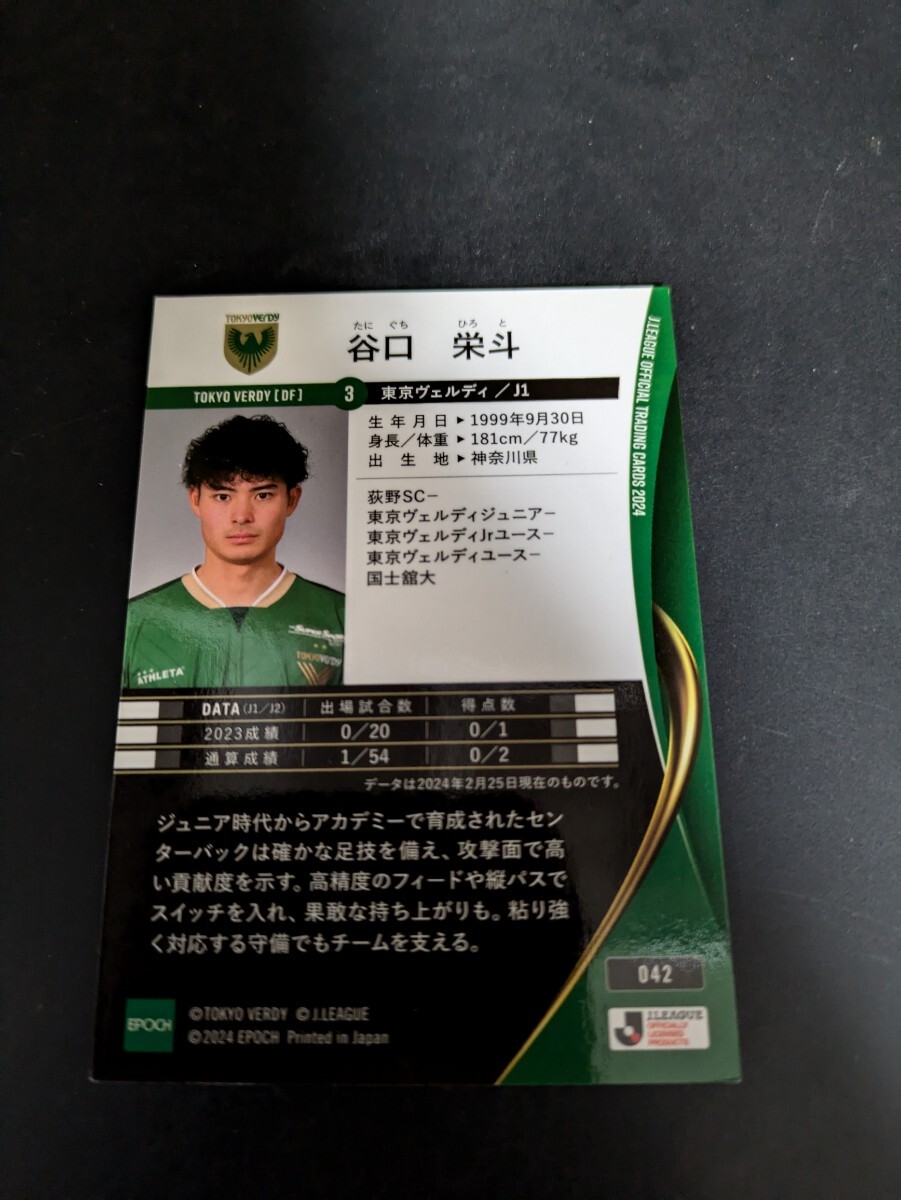 TOKYO VERDY
たに ぐち ひろ と
谷口 栄斗
TOKYO VERDY [DF] 3 東京ヴェルディ／J1
生年月日▶1999年9月30日
身長／体重▶181cm／77kg
出生地▶神奈川県
荻野SC−
東京ヴェルディジュニア−
東京ヴェルディJrユース−
東京ヴェルディユース−
国士舘大
J.LEAGUE OFFICIAL TRADING CARDS 2024
ATHLETA
TOKYO VERDY
DATA (J1／J2) 出場試合数 得点数
2023成績 0／20 0／1
通算成績 1／54 0／2
データは2024年2月25日現在のものです。
ジュニア時代からアカデミーで育成されたセン
ターバックは確かな足技を備え、攻撃面で高
い貢献度を示す。高精度のフィードや縦パスで
スイッチを入れ、果敢な持ち上がりも。粘り強
く対応する守備でもチームを支える。
042
EPOCH
©TOKYO VERDY ©J.LEAGUE
©2024 EPOCH Printed in Japan
J.LEAGUE
OFFICIALLY
LICENSED
PRODUCTS